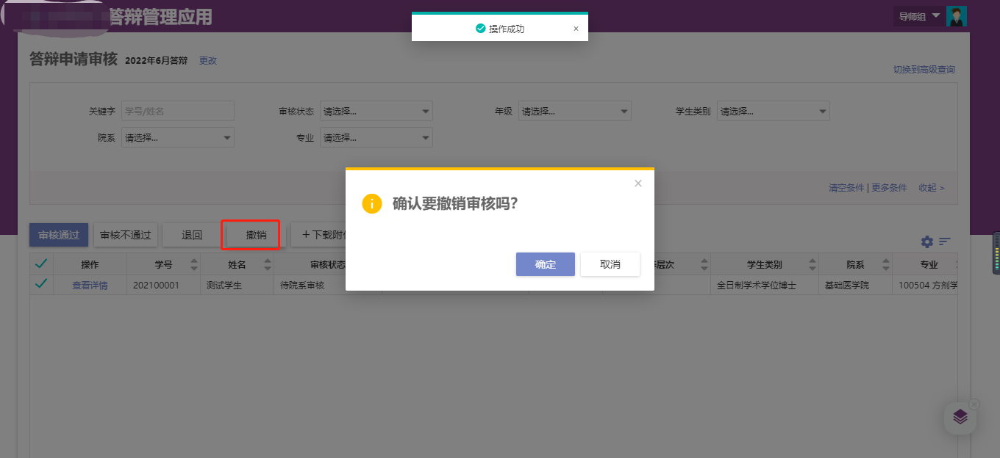 答辩管理应用
操作成功 ×
导师组
答辩申请审核 2022年6月答辩 更改
切换到高级查询
关键字 学号/姓名 审核状态 请选择... 年级 请选择... 学生类别 请选择...
院系 请选择... 专业 请选择...
清空条件 | 更多条件 收起 >
确认要撤销审核吗?
确定 取消
审核通过 审核不通过 退回 撤销 +下载附
操作 学号 姓名 审核状态 层次 学生类别 院系 专业
查看详情 202100001 测试学生 待院系审核 全日制学术学位博士 基础医学院 100504 方剂学